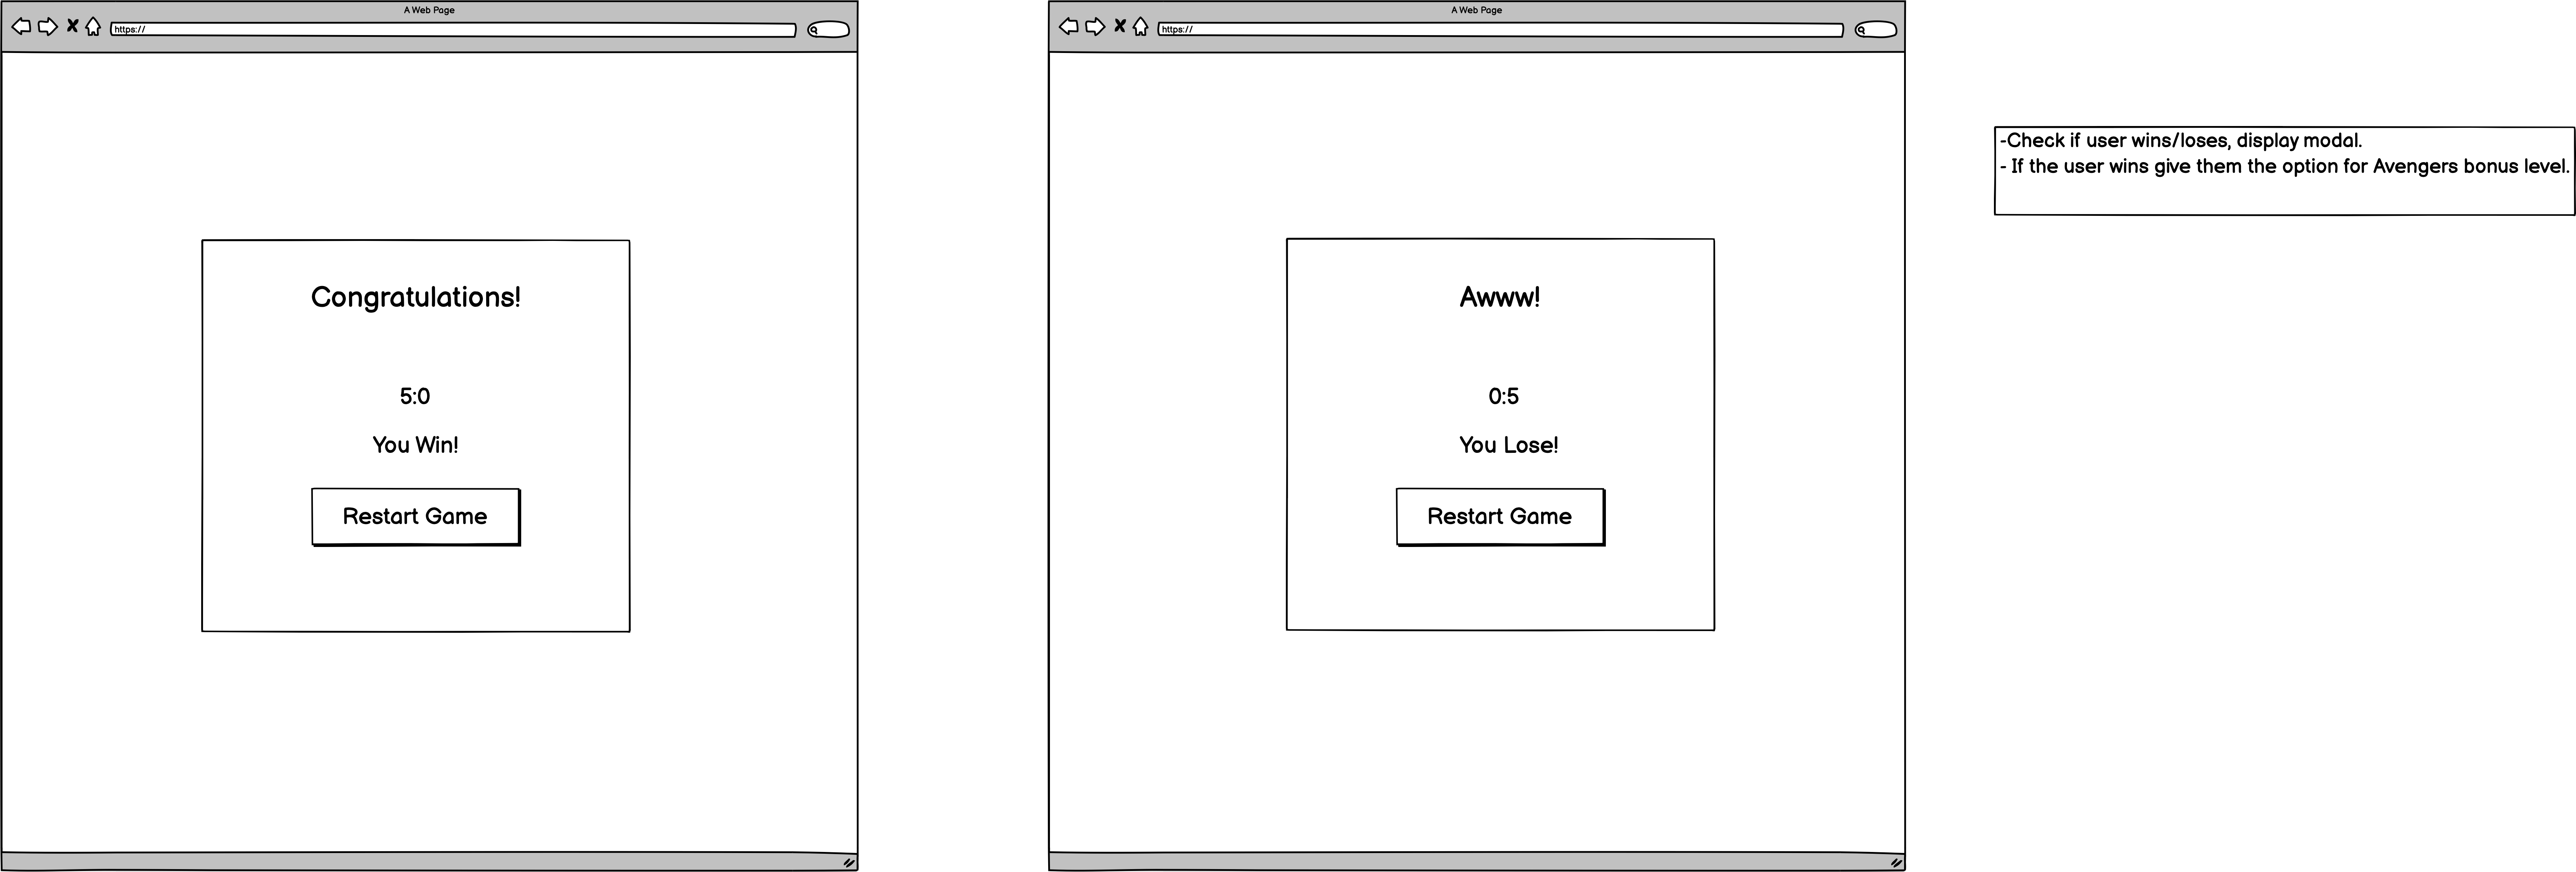 A Web Page
https://
Congratulations!
5:0
You Win!
Restart Game
A Web Page
https://
Awww!
0:5
You Lose!
Restart Game
-Check if user wins/loses, display modal.
- If the user wins give them the option for Avengers bonus level.